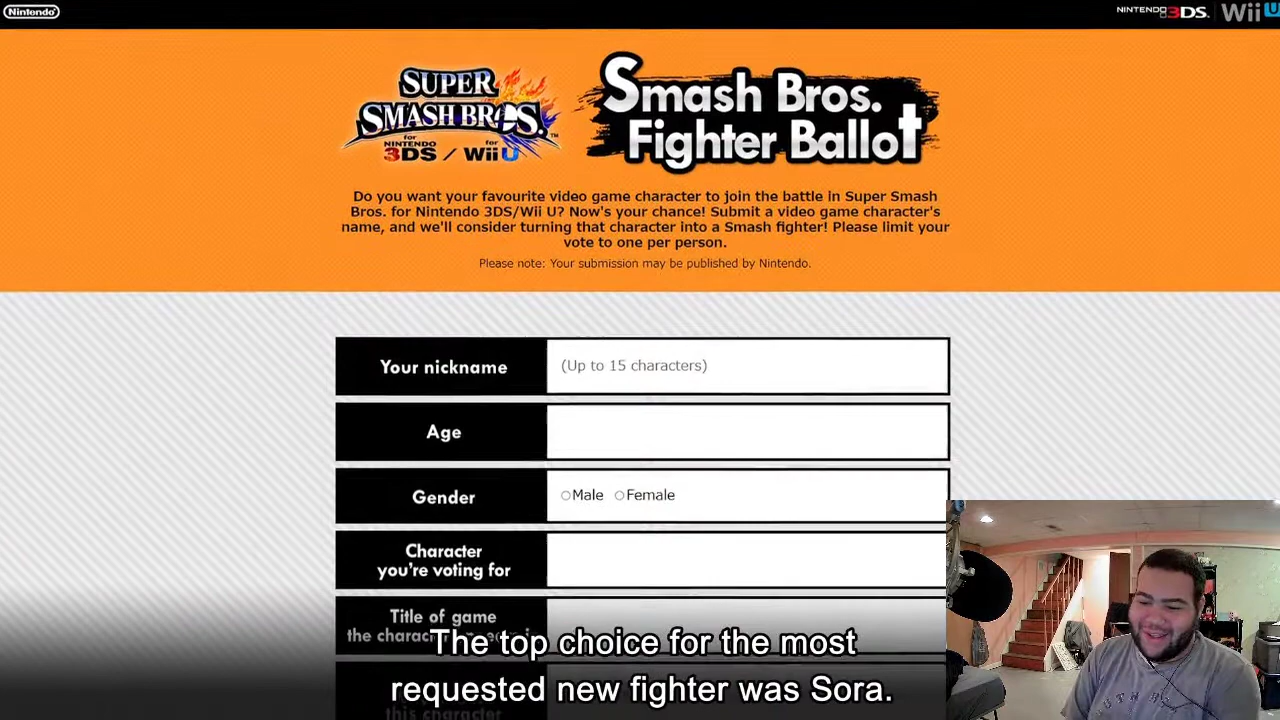 Nintendo
NINTENDO 3DS. Wii U
SUPER
SMASH BROS.
for NINTENDO 3DS / for Wii U
Smash Bros.
Fighter Ballot
Do you want your favourite video game character to join the battle in Super Smash
Bros. for Nintendo 3DS/Wii U? Now's your chance! Submit a video game character's
name, and we'll consider turning that character into a Smash fighter! Please limit your
vote to one per person.
Please note: Your submission may be published by Nintendo.
Your nickname (Up to 15 characters)
Age
Gender Male Female
Character
you're voting for
Title of game
the
The top choice for the most
requested new fighter was Sora.
this character